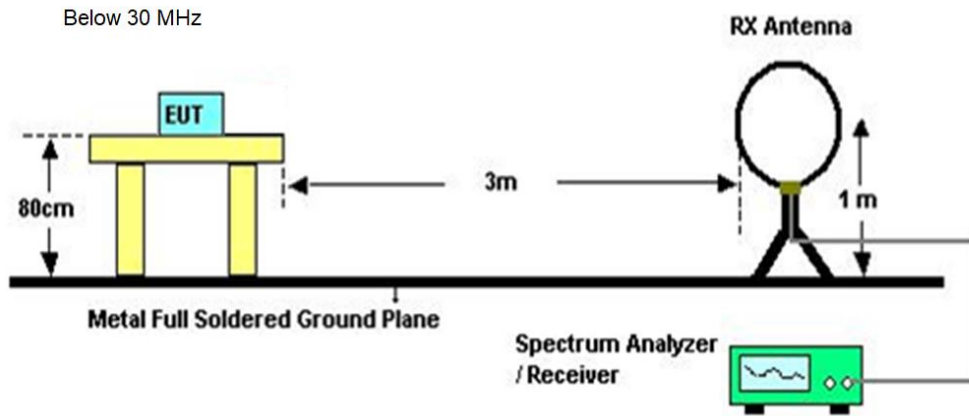 Below 30 MHz
RX Antenna
EUT
80cm
3m
1 m
Metal Full Soldered Ground Plane
Spectrum Analyzer
/ Receiver